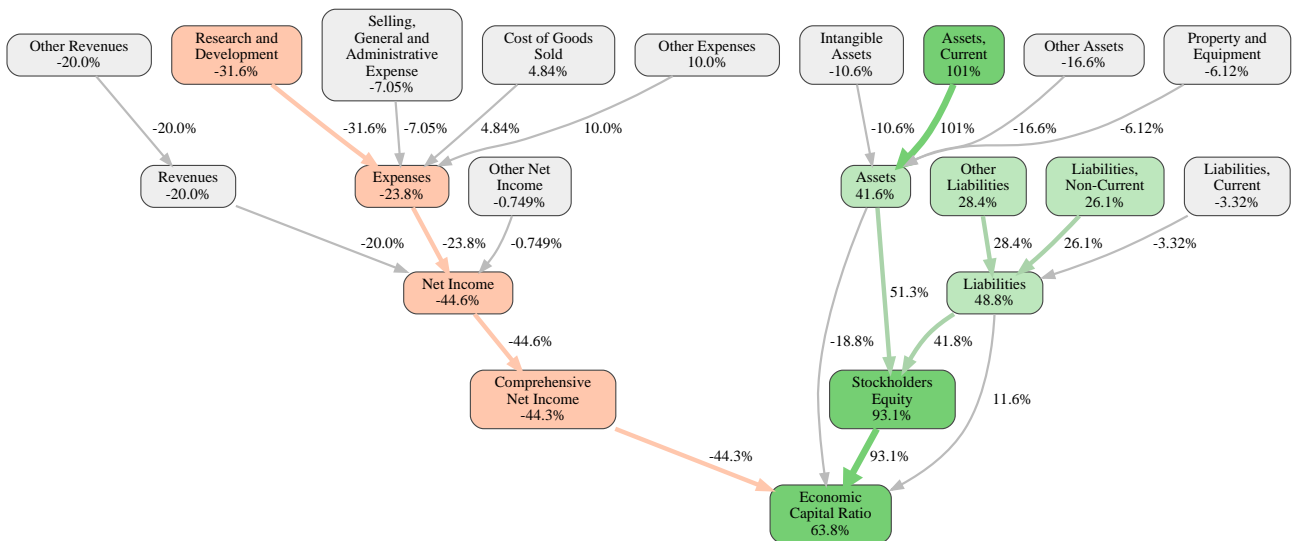 Other Revenues
-20.0%
Research and
Development
-31.6%
Selling,
General and
Administrative
Expense
-7.05%
Cost of Goods
Sold
4.84%
Other Expenses
10.0%
Intangible
Assets
-10.6%
Assets,
Current
101%
Other Assets
-16.6%
Property and
Equipment
-6.12%
-20.0%
-31.6%
-7.05%
4.84%
10.0%
-10.6%
101%
-16.6%
-6.12%
Revenues
-20.0%
Expenses
-23.8%
Other Net
Income
-0.749%
Assets
41.6%
Other
Liabilities
28.4%
Liabilities,
Non-Current
26.1%
Liabilities,
Current
-3.32%
-20.0%
-23.8%
-0.749%
28.4%
26.1%
-3.32%
Net Income
-44.6%
Liabilities
48.8%
51.3%
-44.6%
-18.8%
41.8%
Comprehensive
Net Income
-44.3%
Stockholders
Equity
93.1%
11.6%
-44.3%
93.1%
Economic
Capital Ratio
63.8%